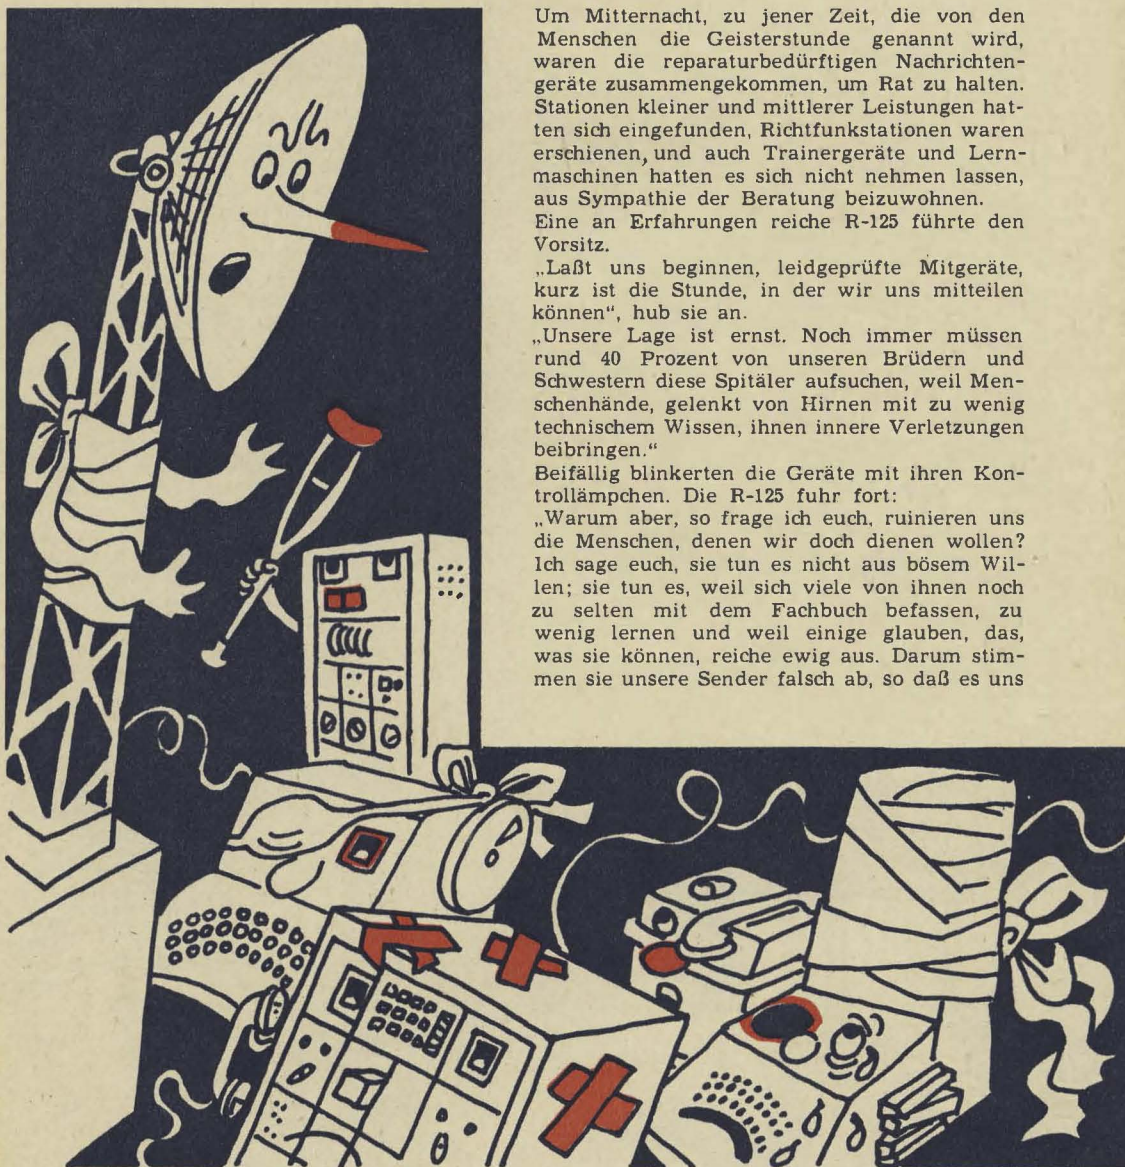 Um Mitternacht, zu jener Zeit, die von den
Menschen die Geisterstunde genannt wird,
waren die reparaturbedürftigen Nachrichten-
geräte zusammengekommen, um Rat zu halten.
Stationen kleiner und mittlerer Leistungen hat-
ten sich eingefunden, Richtfunkstationen waren
erschienen, und auch Trainergeräte und Lern-
maschinen hatten es sich nicht nehmen lassen,
aus Sympathie der Beratung beizuwohnen.
Eine an Erfahrungen reiche R-125 führte den
Vorsitz.
„Laßt uns beginnen, leidgeprüfte Mitgeräte,
kurz ist die Stunde, in der wir uns mitteilen
können“, hub sie an.
„Unsere Lage ist ernst. Noch immer müssen
rund 40 Prozent von unseren Brüdern und
Schwestern diese Spitäler aufsuchen, weil Men-
schenhände, gelenkt von Hirnen mit zu wenig
technischem Wissen, ihnen innere Verletzungen
beibringen.“
Beifällig blinkerten die Geräte mit ihren Kon-
trollämpchen. Die R-125 fuhr fort:
„Warum aber, so frage ich euch, ruinieren uns
die Menschen, denen wir doch dienen wollen?
Ich sage euch, sie tun es nicht aus bösem Wil-
len; sie tun es, weil sich viele von ihnen noch
zu selten mit dem Fachbuch befassen, zu
wenig lernen und weil einige glauben, das,
was sie können, reiche ewig aus. Darum stim-
men sie unsere Sender falsch ab, so daß es uns